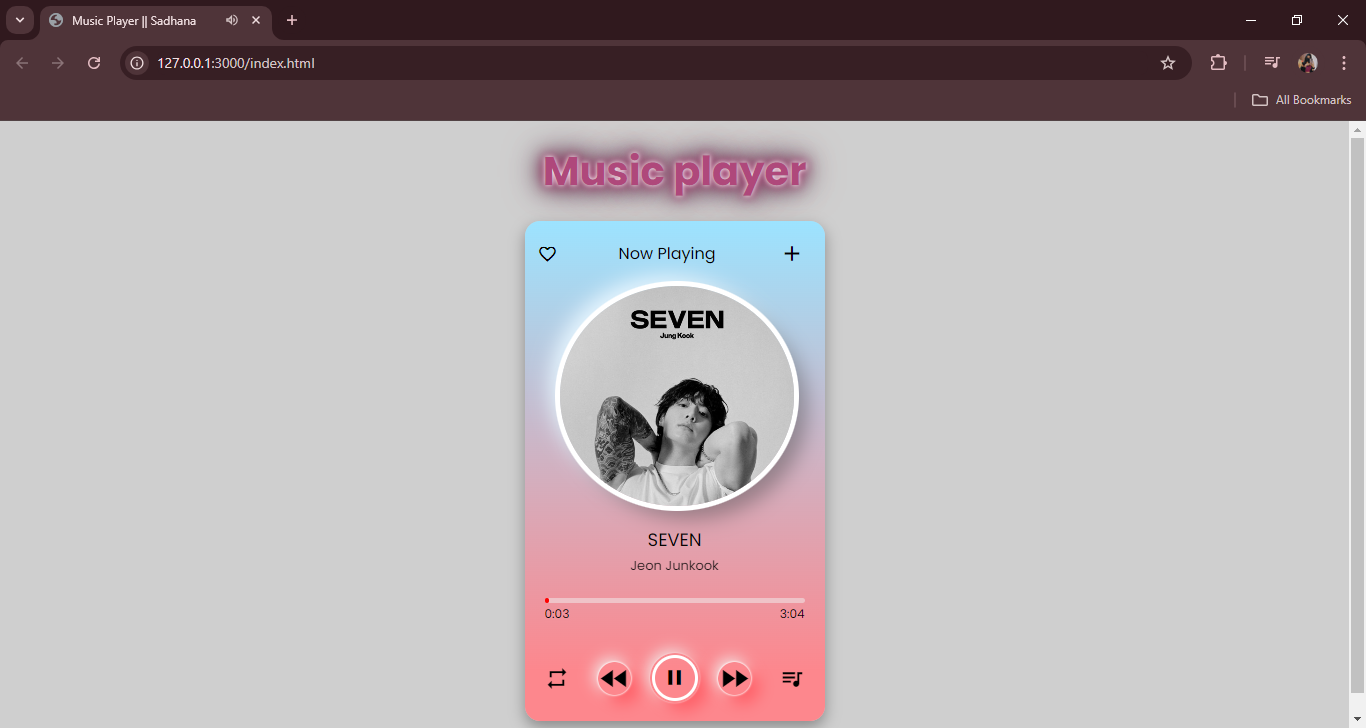 Music Player || Sadhana
127.0.0.1:3000/index.html
All Bookmarks
Music player
Now Playing
SEVEN
Jung Kook
SEVEN
Jeon Junkook
0:03 3:04